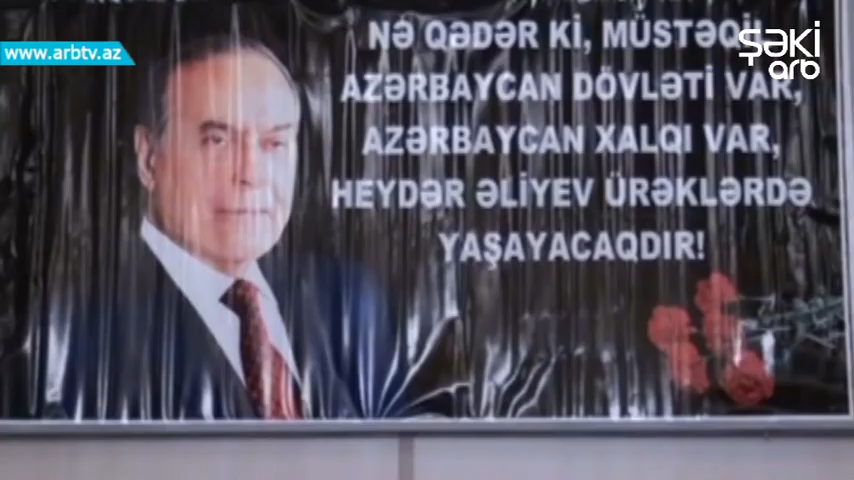 www.arbtv.az
ŞƏKİ
arb
NƏ QƏDƏR Kİ, MÜSTƏQİL
AZƏRBAYCAN DÖVLƏTİ VAR,
AZƏRBAYCAN XALQI VAR,
HEYDƏR ƏLİYEV ÜRƏKLƏRDƏ
YAŞAYACAQDIR!